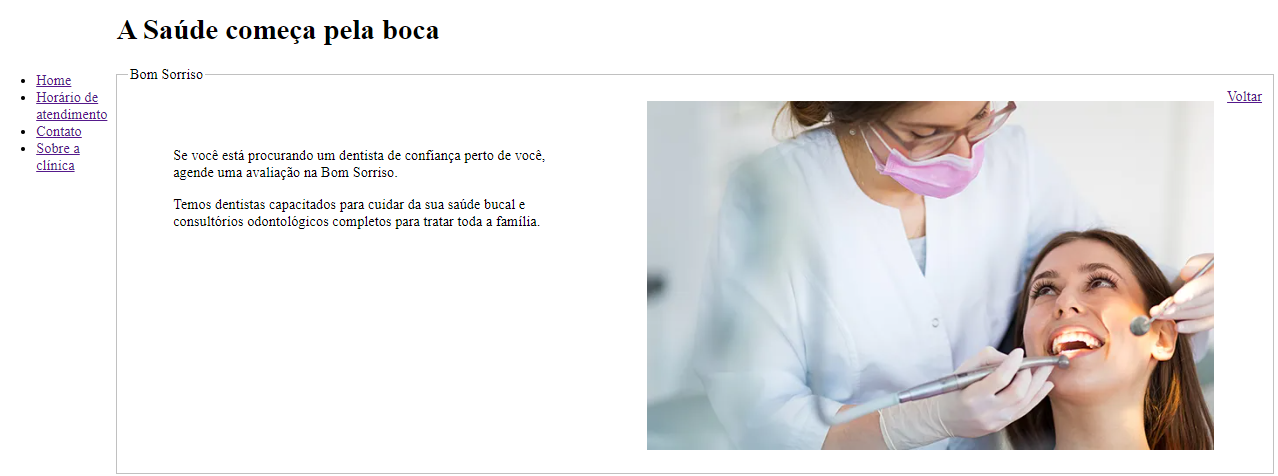 A Saúde começa pela boca
Home
Horário de
atendimento
Contato
Sobre a
clínica
Bom Sorriso
Se você está procurando um dentista de confiança perto de você,
agende uma avaliação na Bom Sorriso.
Temos dentistas capacitados para cuidar da sua saúde bucal e
consultórios odontológicos completos para tratar toda a família.
Voltar